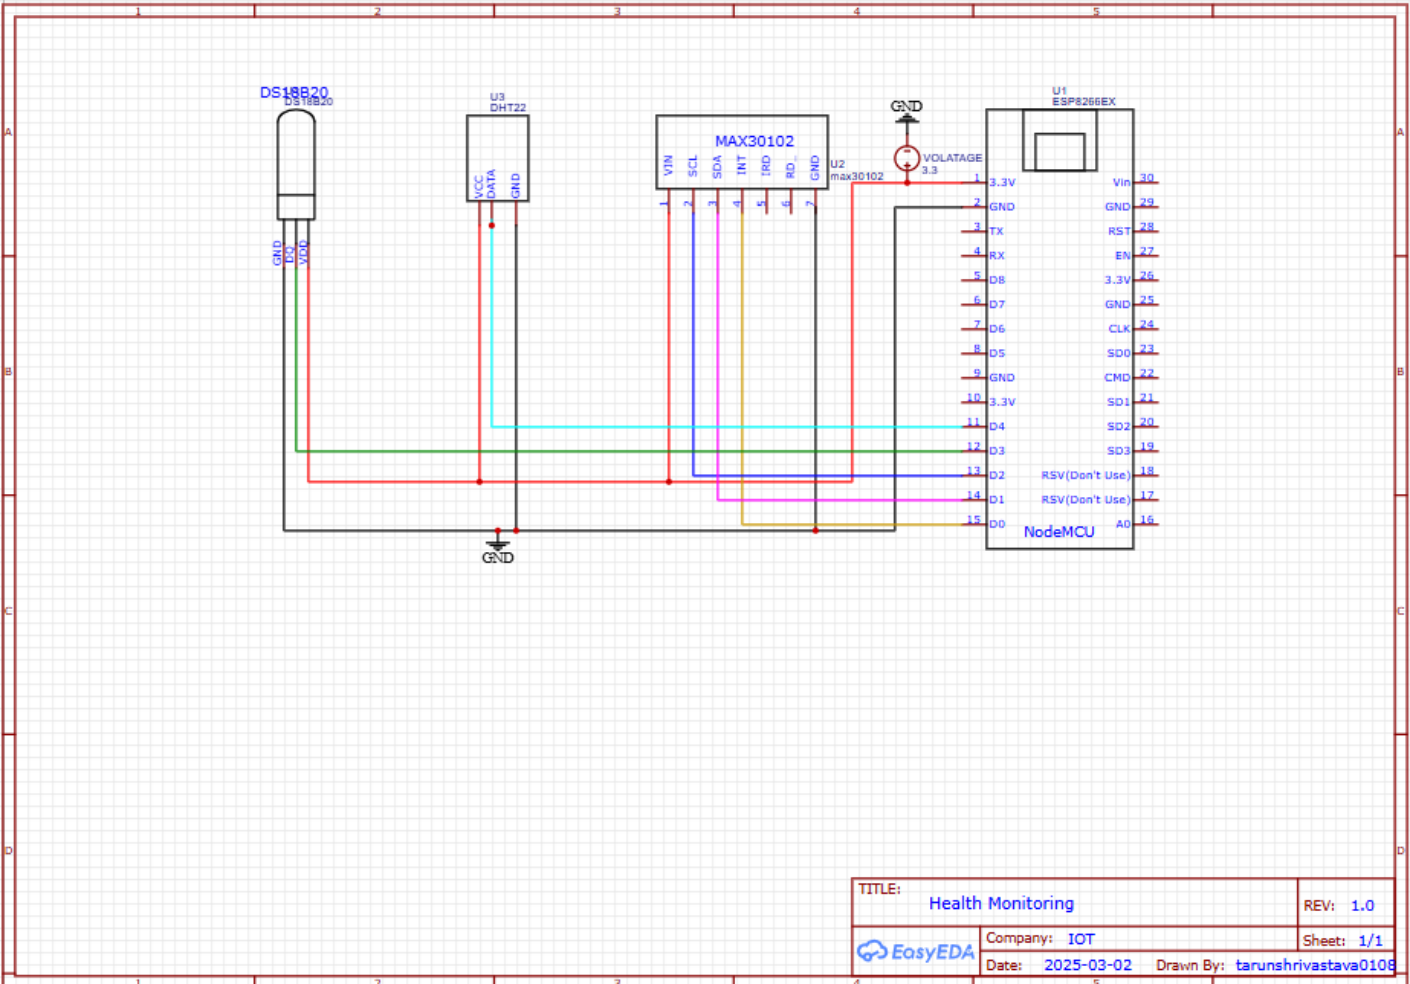 1 2 3 4 5
A
B
C
D
DS18B20
DS18B20
GND DQ VDD
U3
DHT22
VCC DATA GND
MAX30102
VIN SCL SDA INT IRD RD_ GND
1 2 3 4 5 6 7
U2
max30102
GND
VOLATAGE
3.3
GND
U1
ESP8266EX
1 3.3V Vin 30
2 GND GND 29
3 TX RST 28
4 RX EN 27
5 D8 3.3V 26
6 D7 GND 25
7 D6 CLK 24
8 D5 SD0 23
9 GND CMD 22
10 3.3V SD1 21
11 D4 SD2 20
12 D3 SD3 19
13 D2 RSV(Don't Use) 18
14 D1 RSV(Don't Use) 17
15 D0 A0 16
NodeMCU
A
B
C
D
TITLE:
Health Monitoring
REV: 1.0
EasyEDA
Company: IOT
Sheet: 1/1
Date: 2025-03-02 Drawn By: tarunshrivastava0108
1 2 3 4 5